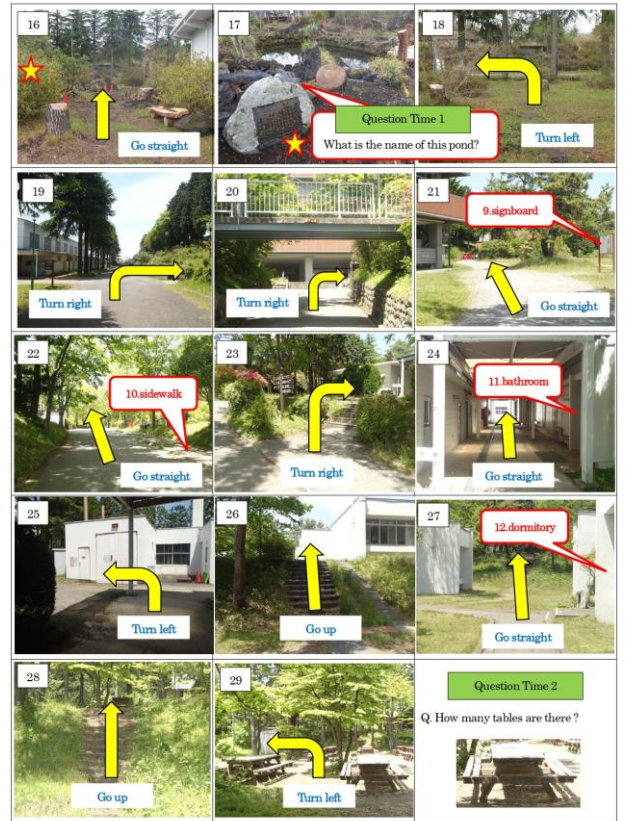 16
Go straight
17
Question Time 1
What is the name of this pond?
18
Turn left
19
Turn right
20
Turn right
21
9.signboard
Go straight
22
10.sidewalk
Go straight
23
Turn right
24
11.bathroom
Go straight
25
Turn left
26
Go up
27
12.dormitory
Go straight
28
Go up
29
Turn left
Question Time 2
Q. How many tables are there ?